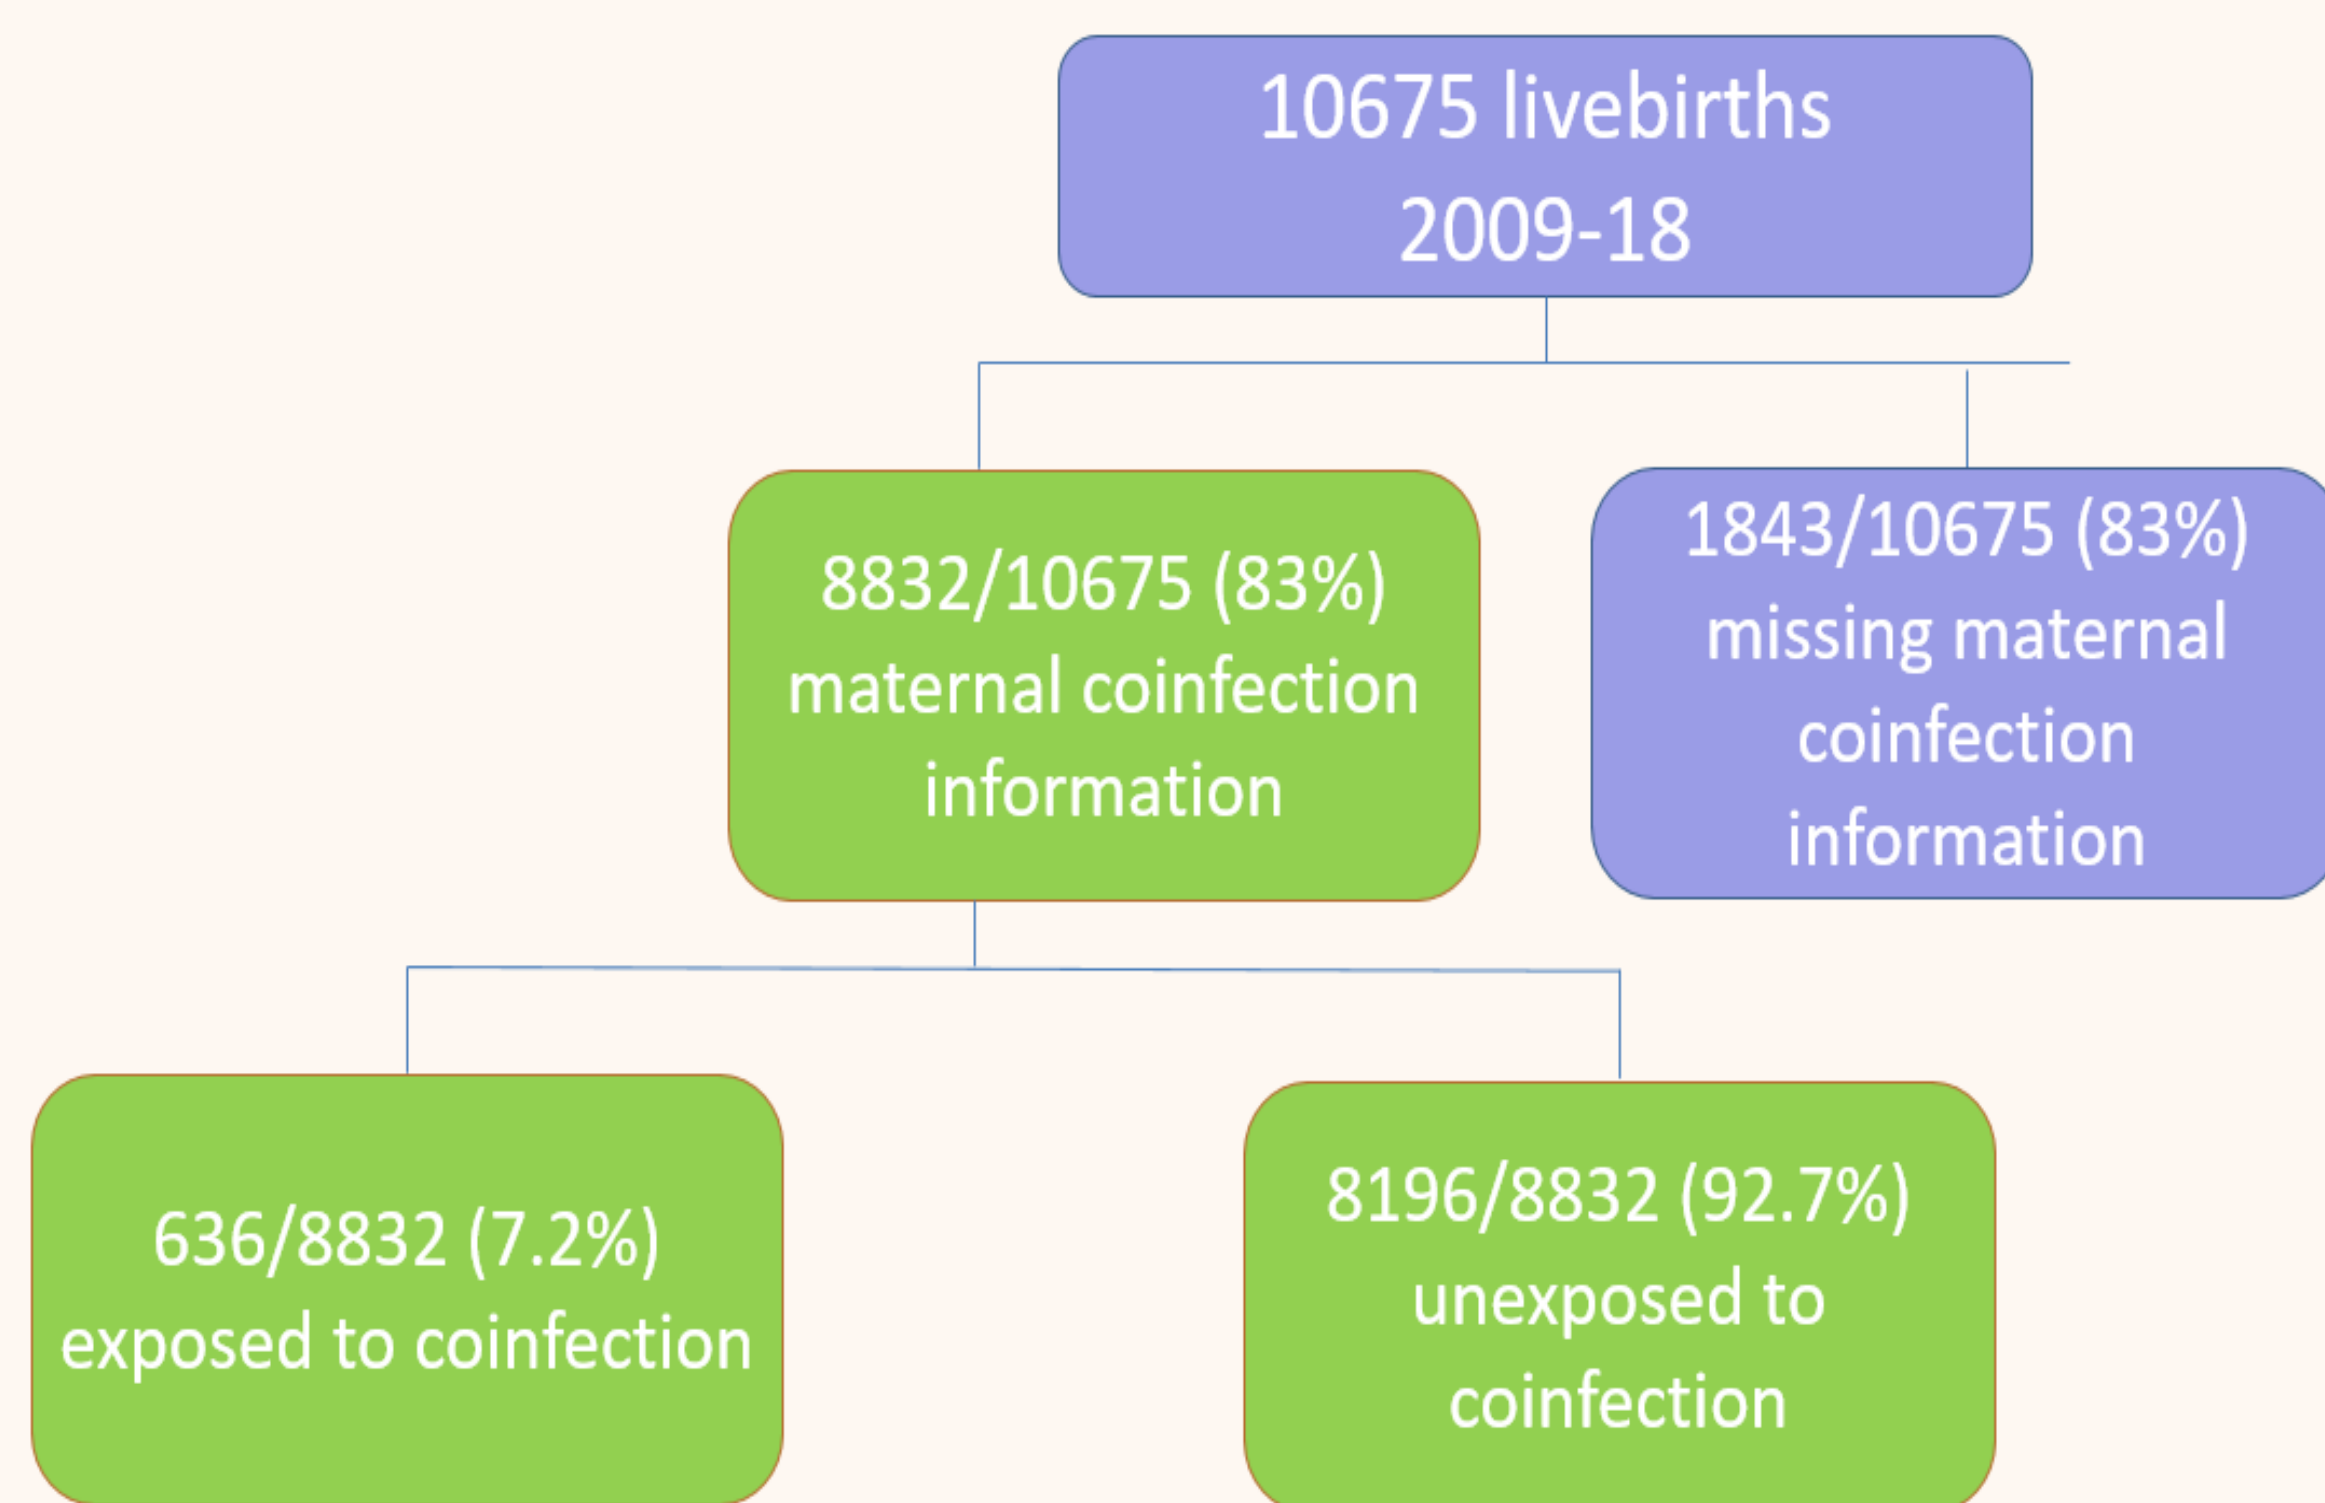 10675 livebirths
2009-18
8832/10675 (83%)
maternal coinfection
information
1843/10675 (83%)
missing maternal
coinfection
information
636/8832 (7.2%)
exposed to coinfection
8196/8832 (92.7%)
unexposed to
coinfection